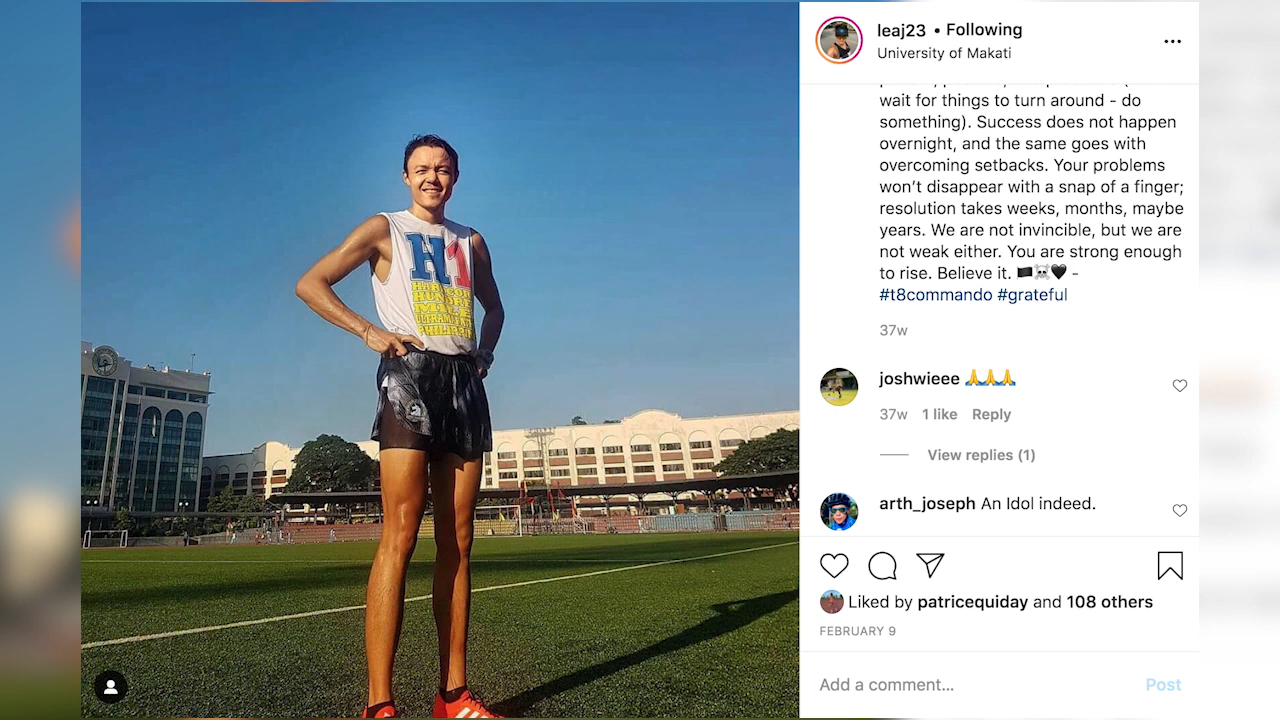 leaj23 • Following
University of Makati
wait for things to turn around - do
something). Success does not happen
overnight, and the same goes with
overcoming setbacks. Your problems
won't disappear with a snap of a finger;
resolution takes weeks, months, maybe
years. We are not invincible, but we are
not weak either. You are strong enough
to rise. Believe it. 🏴☠️🖤 -
#t8commando #grateful
37w
joshwieee 🙏🙏🙏
37w 1 like Reply
View replies (1)
arth_joseph An Idol indeed.
Liked by patricequiday and 108 others
FEBRUARY 9
Add a comment... Post
H1
HUNDRED
MILE